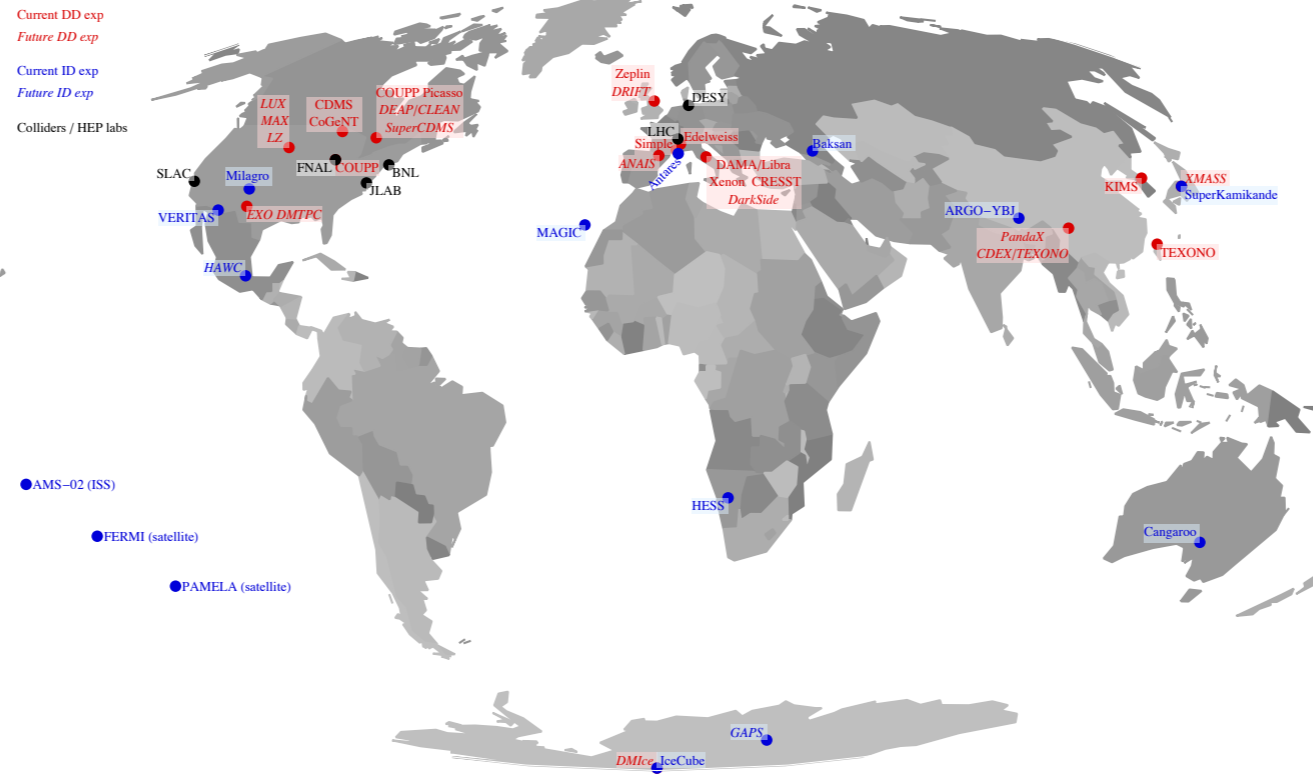 Current DD exp
Future DD exp
Current ID exp
Future ID exp
Colliders / HEP labs
LUX
MAX
LZ
CDMS
CoGeNT
COUPP Picasso
DEAP/CLEAN
SuperCDMS
FNAL COUPP
BNL
JLAB
SLAC
Milagro
VERITAS
EXO DMTPC
HAWC
Zeplin
DRIFT
DESY
LHC
Simple
Edelweiss
ANAIS
Antares
DAMA/Libra
Xenon CRESST
DarkSide
Baksan
MAGIC
KIMS
XMASS
SuperKamikande
ARGO−YBJ
PandaX
CDEX/TEXONO
TEXONO
AMS−02 (ISS)
FERMI (satellite)
PAMELA (satellite)
HESS
Cangaroo
GAPS
DMIce IceCube